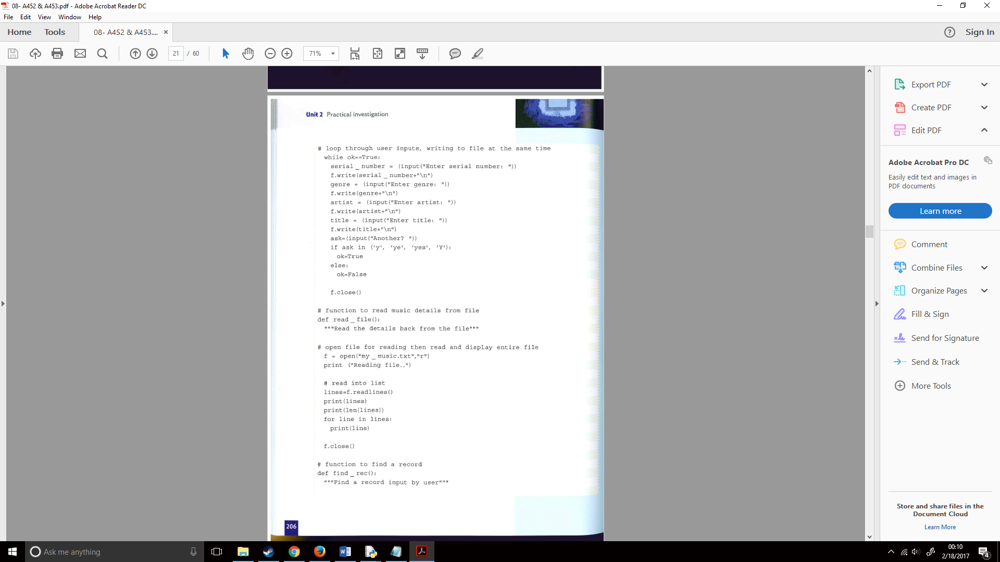 08- A452 & A453.pdf - Adobe Acrobat Reader DC
File Edit View Window Help
Home Tools 08- A452 & A453.... × Sign In
21 / 60 71%
Unit 2 Practical investigation
# loop through user inputs, writing to file at the same time
while ok==True:
serial _ number = (input("Enter serial number: "))
f.write(serial _ number+"\n")
genre = (input("Enter genre: "))
f.write(genre+"\n")
artist = (input("Enter artist: "))
f.write(artist+"\n")
title = (input("Enter title: "))
f.write(title+"\n")
ask=(input("Another? "))
if ask in ('y', 'ye', 'yes', 'Y'):
ok=True
else:
ok=False
f.close()
# function to read music details from file
def read _ file():
"""Read the details back from the file"""
# open file for reading then read and display entire file
f = open("my _ music.txt","r")
print ("Reading file..")
# read into list
lines=f.readlines()
print(lines)
print(len(lines))
for line in lines:
print(line)
f.close()
# function to find a record
def find _ rec():
"""Find a record input by user"""
206
Export PDF
Create PDF
Edit PDF
Adobe Acrobat Pro DC
Easily edit text and images in
PDF documents
Learn more
Comment
Combine Files
Organize Pages
Fill & Sign
Send for Signature
Send & Track
More Tools
Store and share files in the
Document Cloud
Learn More
Ask me anything
00:10
2/18/2017
4